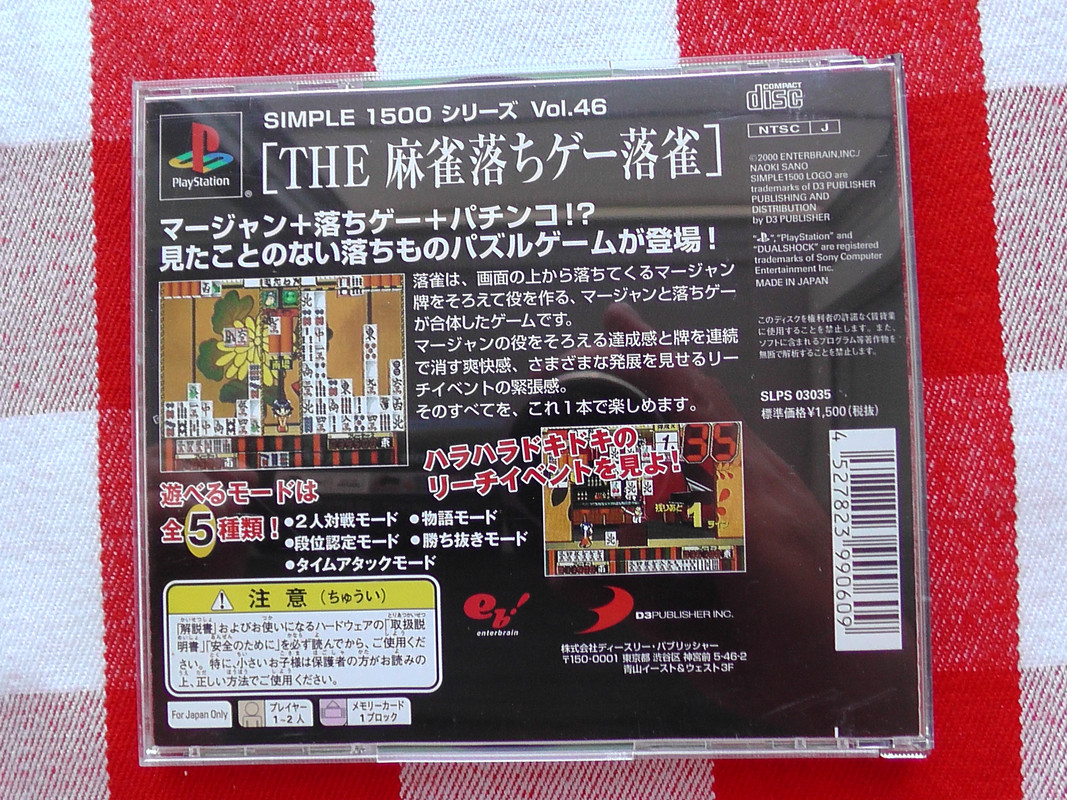 SIMPLE 1500 シリーズ Vol.46
PlayStation
[THE 麻雀落ちゲー落雀]
マージャン+落ちゲー+パチンコ!?
見たことのない落ちものパズルゲームが登場!
落雀は、画面の上から落ちてくるマージャン
牌をそろえて役を作る、マージャンと落ちゲー
が合体したゲームです。
マージャンの役をそろえる達成感と牌を連続
で消す爽快感、さまざまな発展を見せるリー
チイベントの緊張感。
そのすべてを、これ1本で楽しめます。
ハラハラドキドキの
リーチイベントを見よ!
35
残りあと
1
ライン
遊べるモードは
全5種類!
●2人対戦モード ●物語モード
●段位認定モード ●勝ち抜きモード
●タイムアタックモード
注意(ちゅうい)
「解説書」およびお使いになるハードウェアの「取扱説
明書」「安全のために」を必ず読んでから、ご使用くだ
さい。特に、小さいお子様は保護者の方がお読みの
上、正しい方法でご使用ください。
For Japan Only
プレイヤー
1~2人
メモリーカード
1ブロック
eb!
enterbrain
D3PUBLISHER INC.
株式会社ディースリー・パブリッシャー
〒150-0001 東京都 渋谷区 神宮前 5-46-2
青山イースト&ウェスト3F
COMPACT
disc
NTSC J
©2000 ENTERBRAIN,INC./
NAOKI SANO
SIMPLE1500 LOGO are
trademarks of D3 PUBLISHER
PUBLISHING AND
DISTRIBUTION
by D3 PUBLISHER
“ ”,“PlayStation” and
“DUALSHOCK” are registered
trademarks of Sony Computer
Entertainment Inc.
MADE IN JAPAN
このディスクを権利者の許諾なく賃貸業
に使用することを禁止します。また、
ソフトに含まれるプログラム等著作物を
無断で解析することを禁止します。
SLPS 03035
標準価格¥1,500(税抜)
4 527823 990609